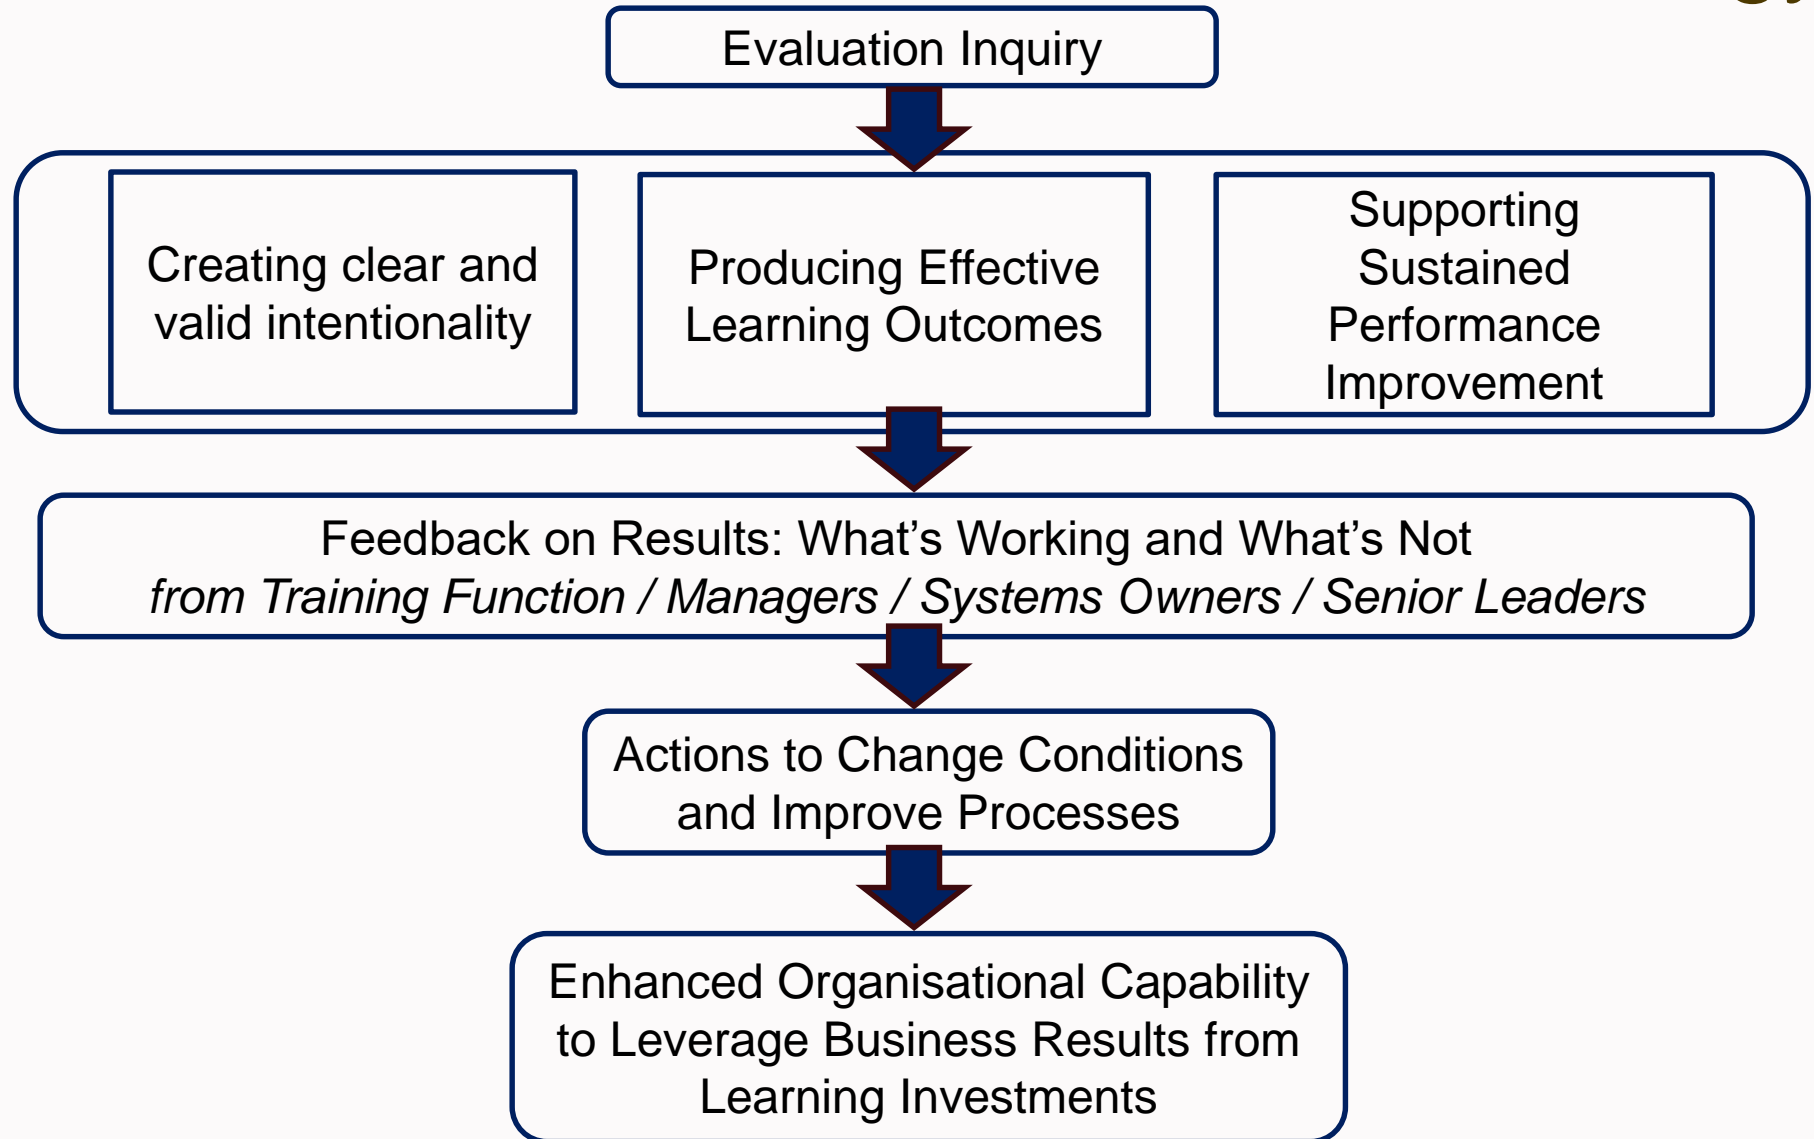 Evaluation Inquiry
Creating clear and
valid intentionality
Producing Effective
Learning Outcomes
Supporting
Sustained
Performance
Improvement
Feedback on Results: What’s Working and What’s Not
from Training Function / Managers / Systems Owners / Senior Leaders
Actions to Change Conditions
and Improve Processes
Enhanced Organisational Capability
to Leverage Business Results from
Learning Investments